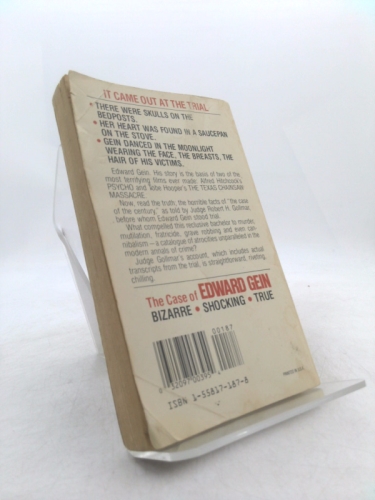 IT CAME OUT AT THE TRIAL
• THERE WERE SKULLS ON THE
BEDPOSTS.
• HER HEART WAS FOUND IN A SAUCEPAN
ON THE STOVE.
• GEIN DANCED IN THE MOONLIGHT
WEARING THE FACE, THE BREASTS, THE
HAIR OF HIS VICTIMS.
Edward Gein. His story is the basis of two of the
most terrifying films ever made: Alfred Hitchcock's
PSYCHO and Tobe Hooper's THE TEXAS CHAINSAW
MASSACRE.
Now, read the truth, the horrible facts of "the case
of the century" as told by Judge Robert H. Gollmar,
before whom Edward Gein stood trial.
What compelled this reclusive bachelor to murder,
mutilation, fratricide, grave robbing and even can-
nibalism—a catalogue of atrocities unparalleled in the
modern annals of crime?
Judge Gollmar's account, which includes actual
transcripts from the trial, is straightforward, riveting,
chilling.
The Case of EDWARD GEIN
BIZARRE • SHOCKING • TRUE
00187
ISBN 1-55817-187-8